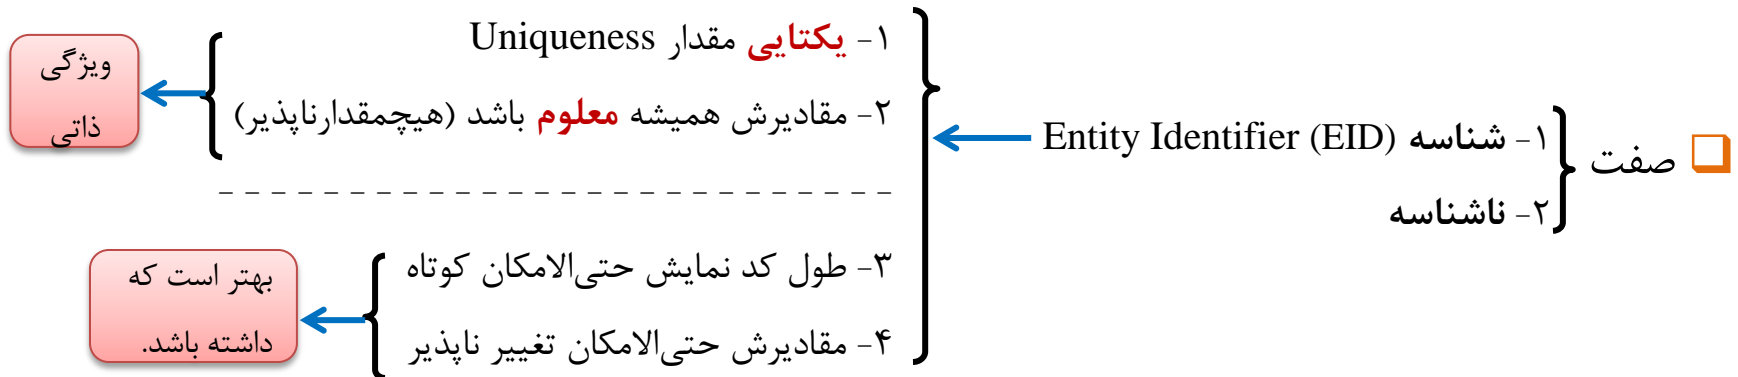 صفت
۱- شناسه Entity Identifier (EID)
۲- ناشناسه
۱- یکتایی مقدار Uniqueness
۲- مقادیرش همیشه معلوم باشد (هیچمقدارناپذیر)
ویژگی
ذاتی
۳- طول کد نمایش حتی‌الامکان کوتاه
۴- مقادیرش حتی‌الامکان تغییر ناپذیر
بهتر است که
داشته باشد.